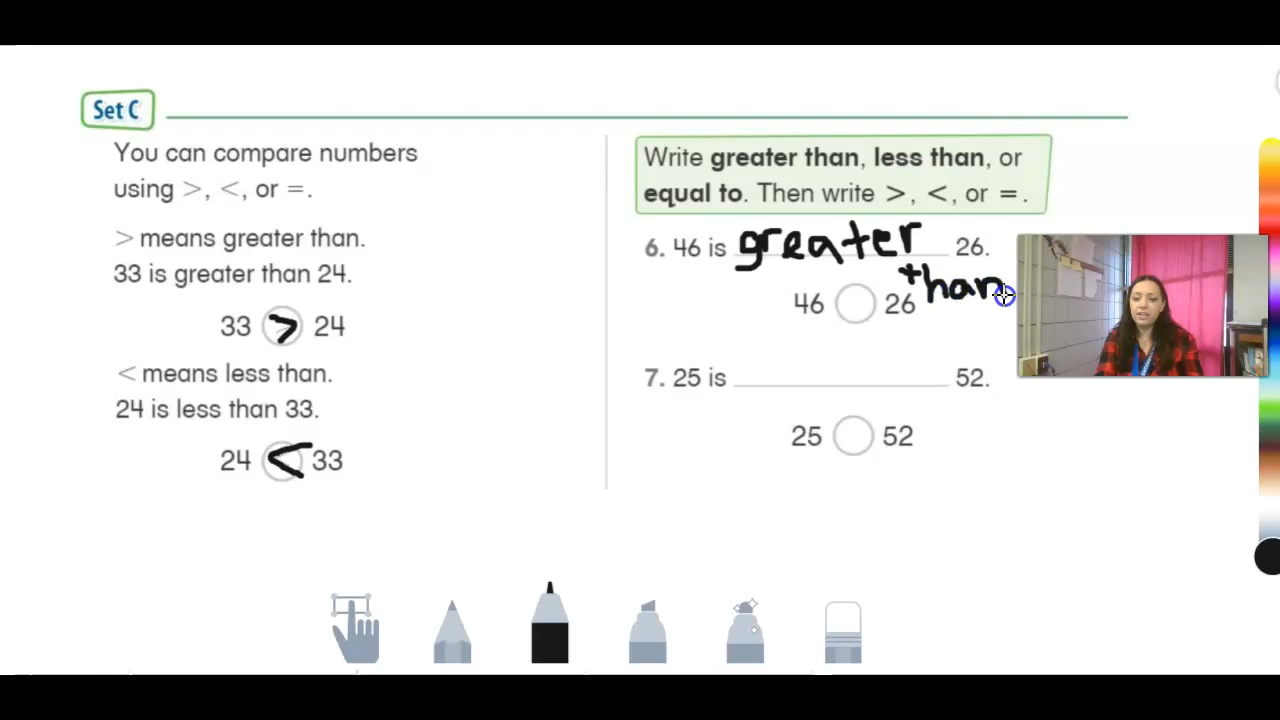 Set C
You can compare numbers
using >, <, or =.
> means greater than.
33 is greater than 24.
33 > 24
< means less than.
24 is less than 33.
24 < 33
Write greater than, less than, or
equal to. Then write >, <, or =.
6. 46 is greater 26.
than
46 26
7. 25 is 52.
25 52